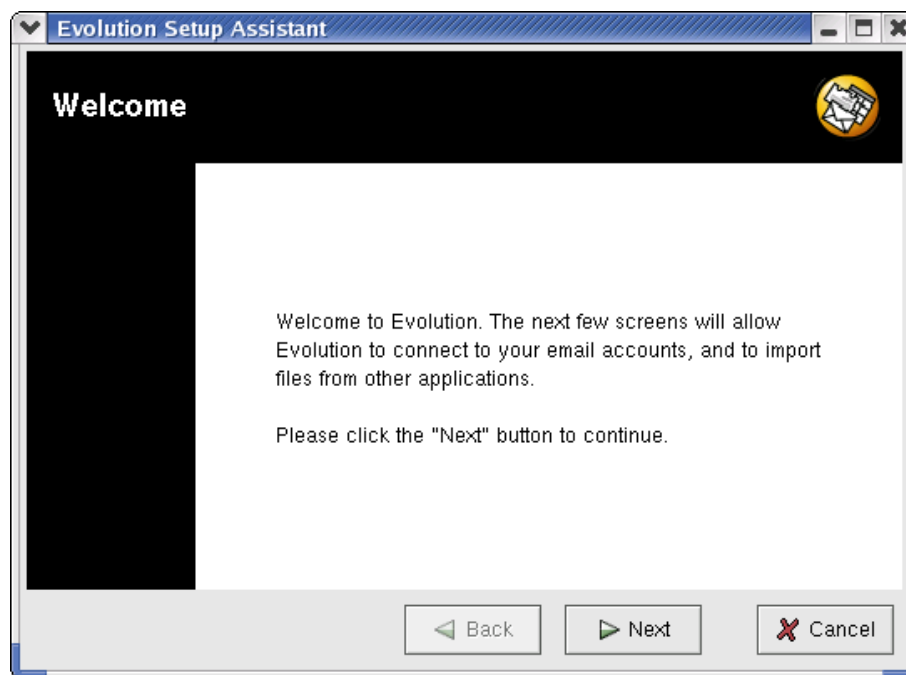 Evolution Setup Assistant
Welcome
Welcome to Evolution. The next few screens will allow
Evolution to connect to your email accounts, and to import
files from other applications.
Please click the "Next" button to continue.
Back
Next
Cancel